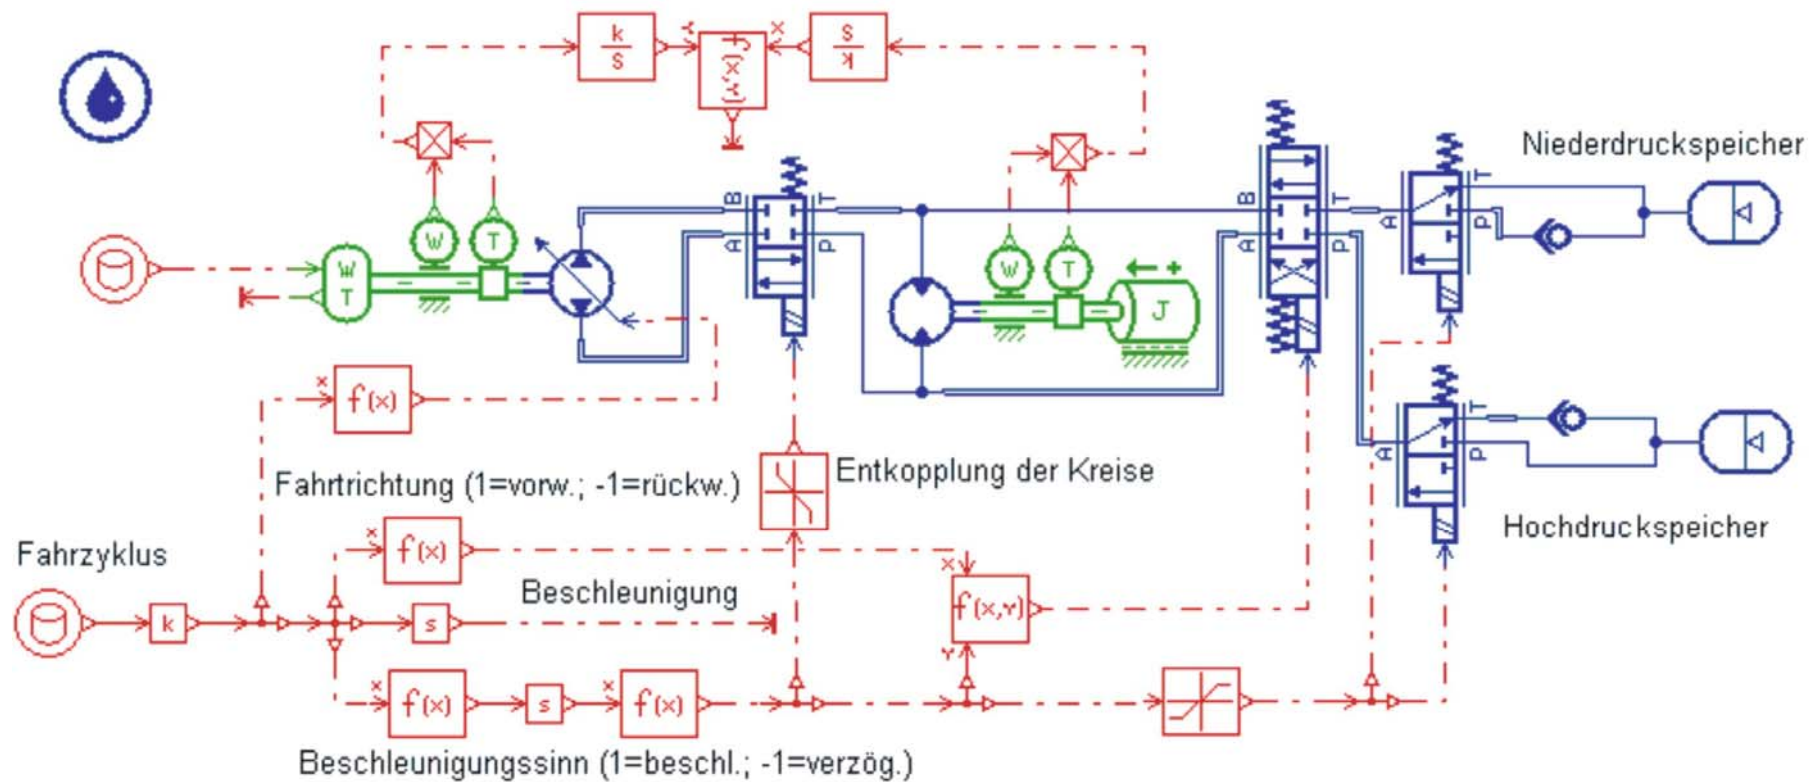 k
S
f(x,Y)
Y
X
S
k
Niederdruckspeicher
W
T
W
T
B
A
T
P
W
T
J
B
A
T
P
A
T
P
x
f(x)
A
T
P
Fahrtrichtung (1=vorw.; -1=rückw.)
Entkopplung der Kreise
Hochdruckspeicher
Fahrzyklus
x
f(x)
Beschleunigung
X
f(x,Y)
Y
k
s
x
f(x)
s
x
f(x)
Beschleunigungssinn (1=beschl.; -1=verzög.)